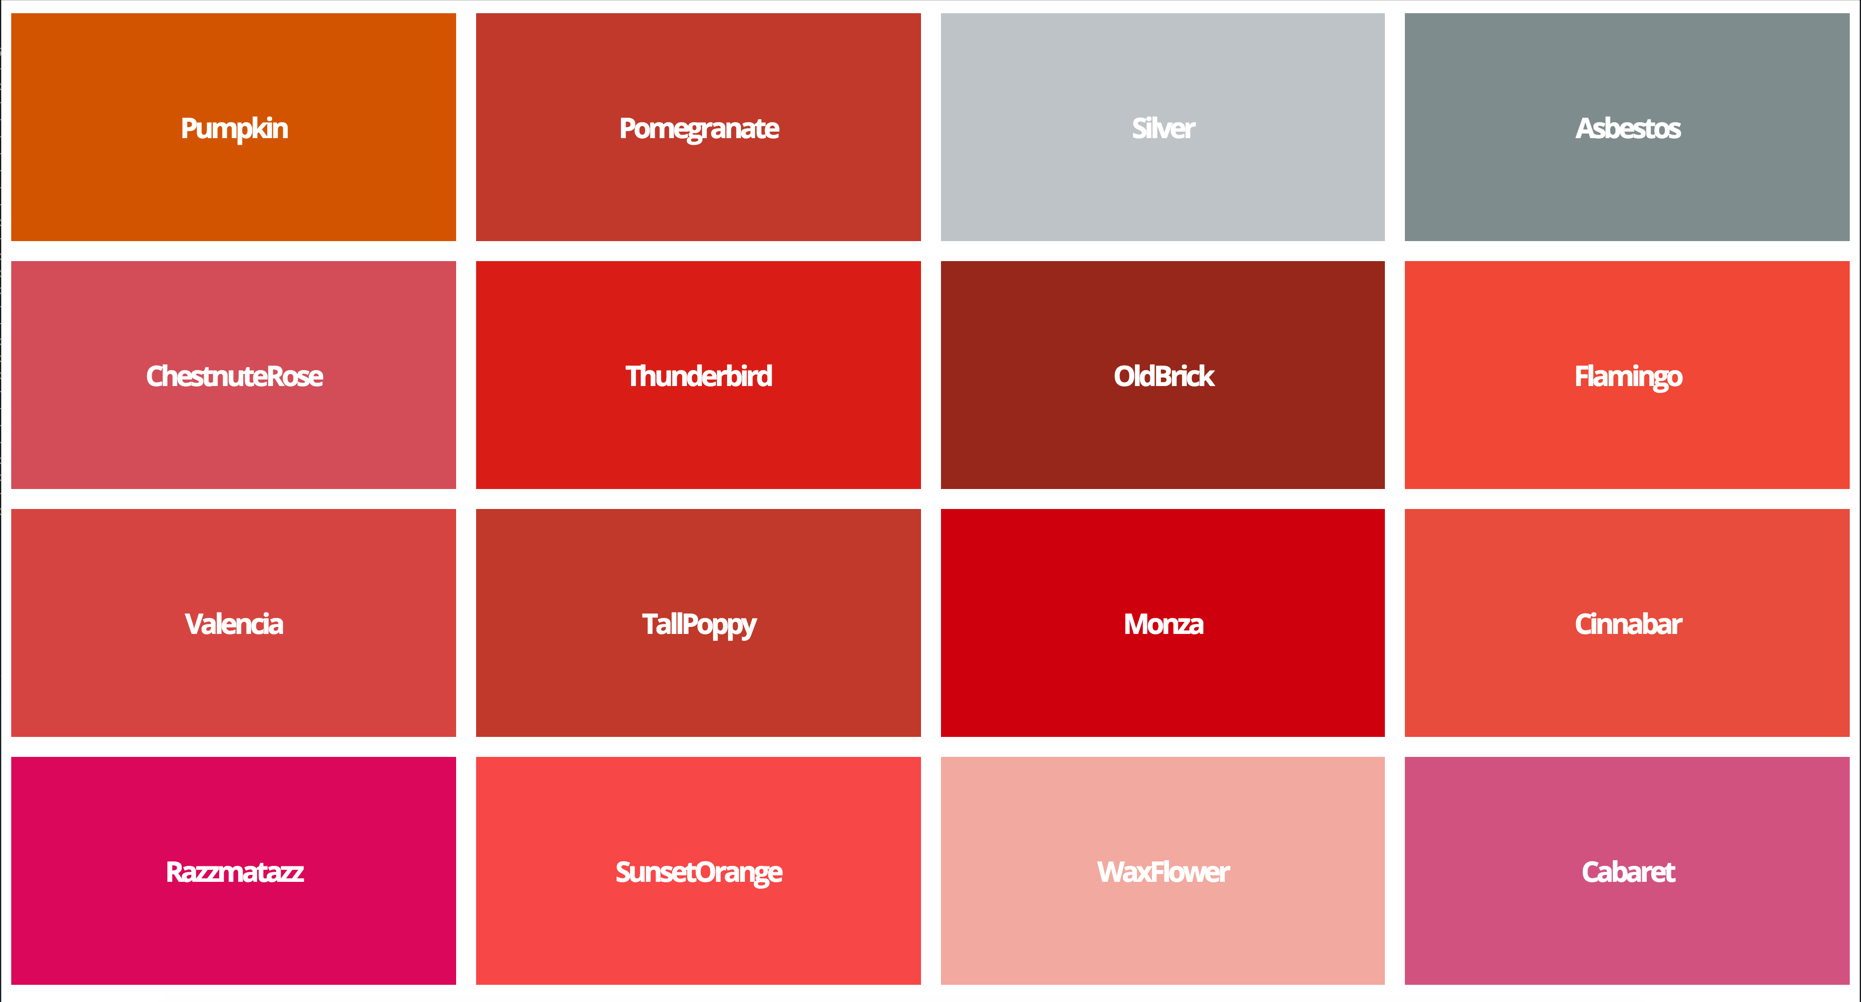 Pumpkin
Pomegranate
Silver
Asbestos
ChestnuteRose
Thunderbird
OldBrick
Flamingo
Valencia
TallPoppy
Monza
Cinnabar
Razzmatazz
SunsetOrange
WaxFlower
Cabaret